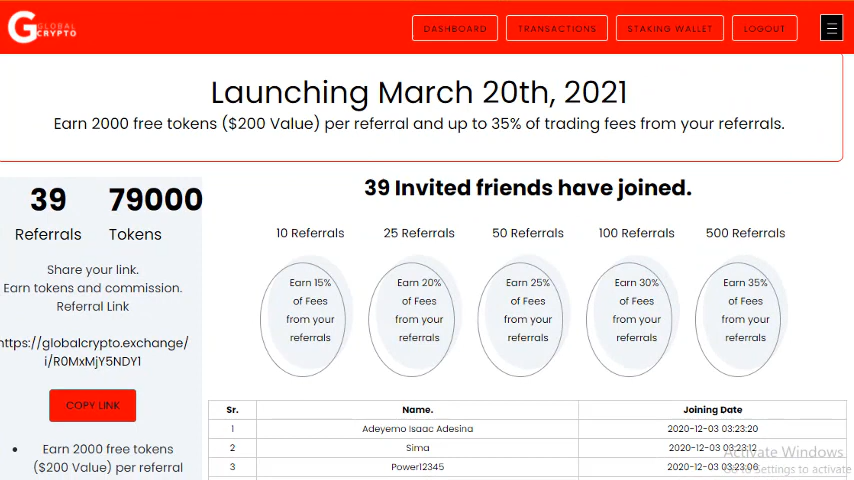 GLOBAL
CRYPTO
DASHBOARD
TRANSACTIONS
STAKING WALLET
LOGOUT
Launching March 20th, 2021
Earn 2000 free tokens ($200 Value) per referral and up to 35% of trading fees from your referrals.
39
Referrals
79000
Tokens
Share your link.
Earn tokens and commission.
Referral Link
https://globalcrypto.exchange/
i/R0MxMjY5NDY1
COPY LINK
• Earn 2000 free tokens
($200 Value) per referral
39 Invited friends have joined.
10 Referrals
25 Referrals
50 Referrals
100 Referrals
500 Referrals
Earn 15%
of Fees
from your
referrals
Earn 20%
of Fees
from your
referrals
Earn 25%
of Fees
from your
referrals
Earn 30%
of Fees
from your
referrals
Earn 35%
of Fees
from your
referrals
Sr. Name. Joining Date
1 Adeyemo Isaac Adesina 2020-12-03 03:23:20
2 Sima 2020-12-03 03:23:12
3 Power12345 2020-12-03 03:23:06
Activate Windows
Go to Settings to activate